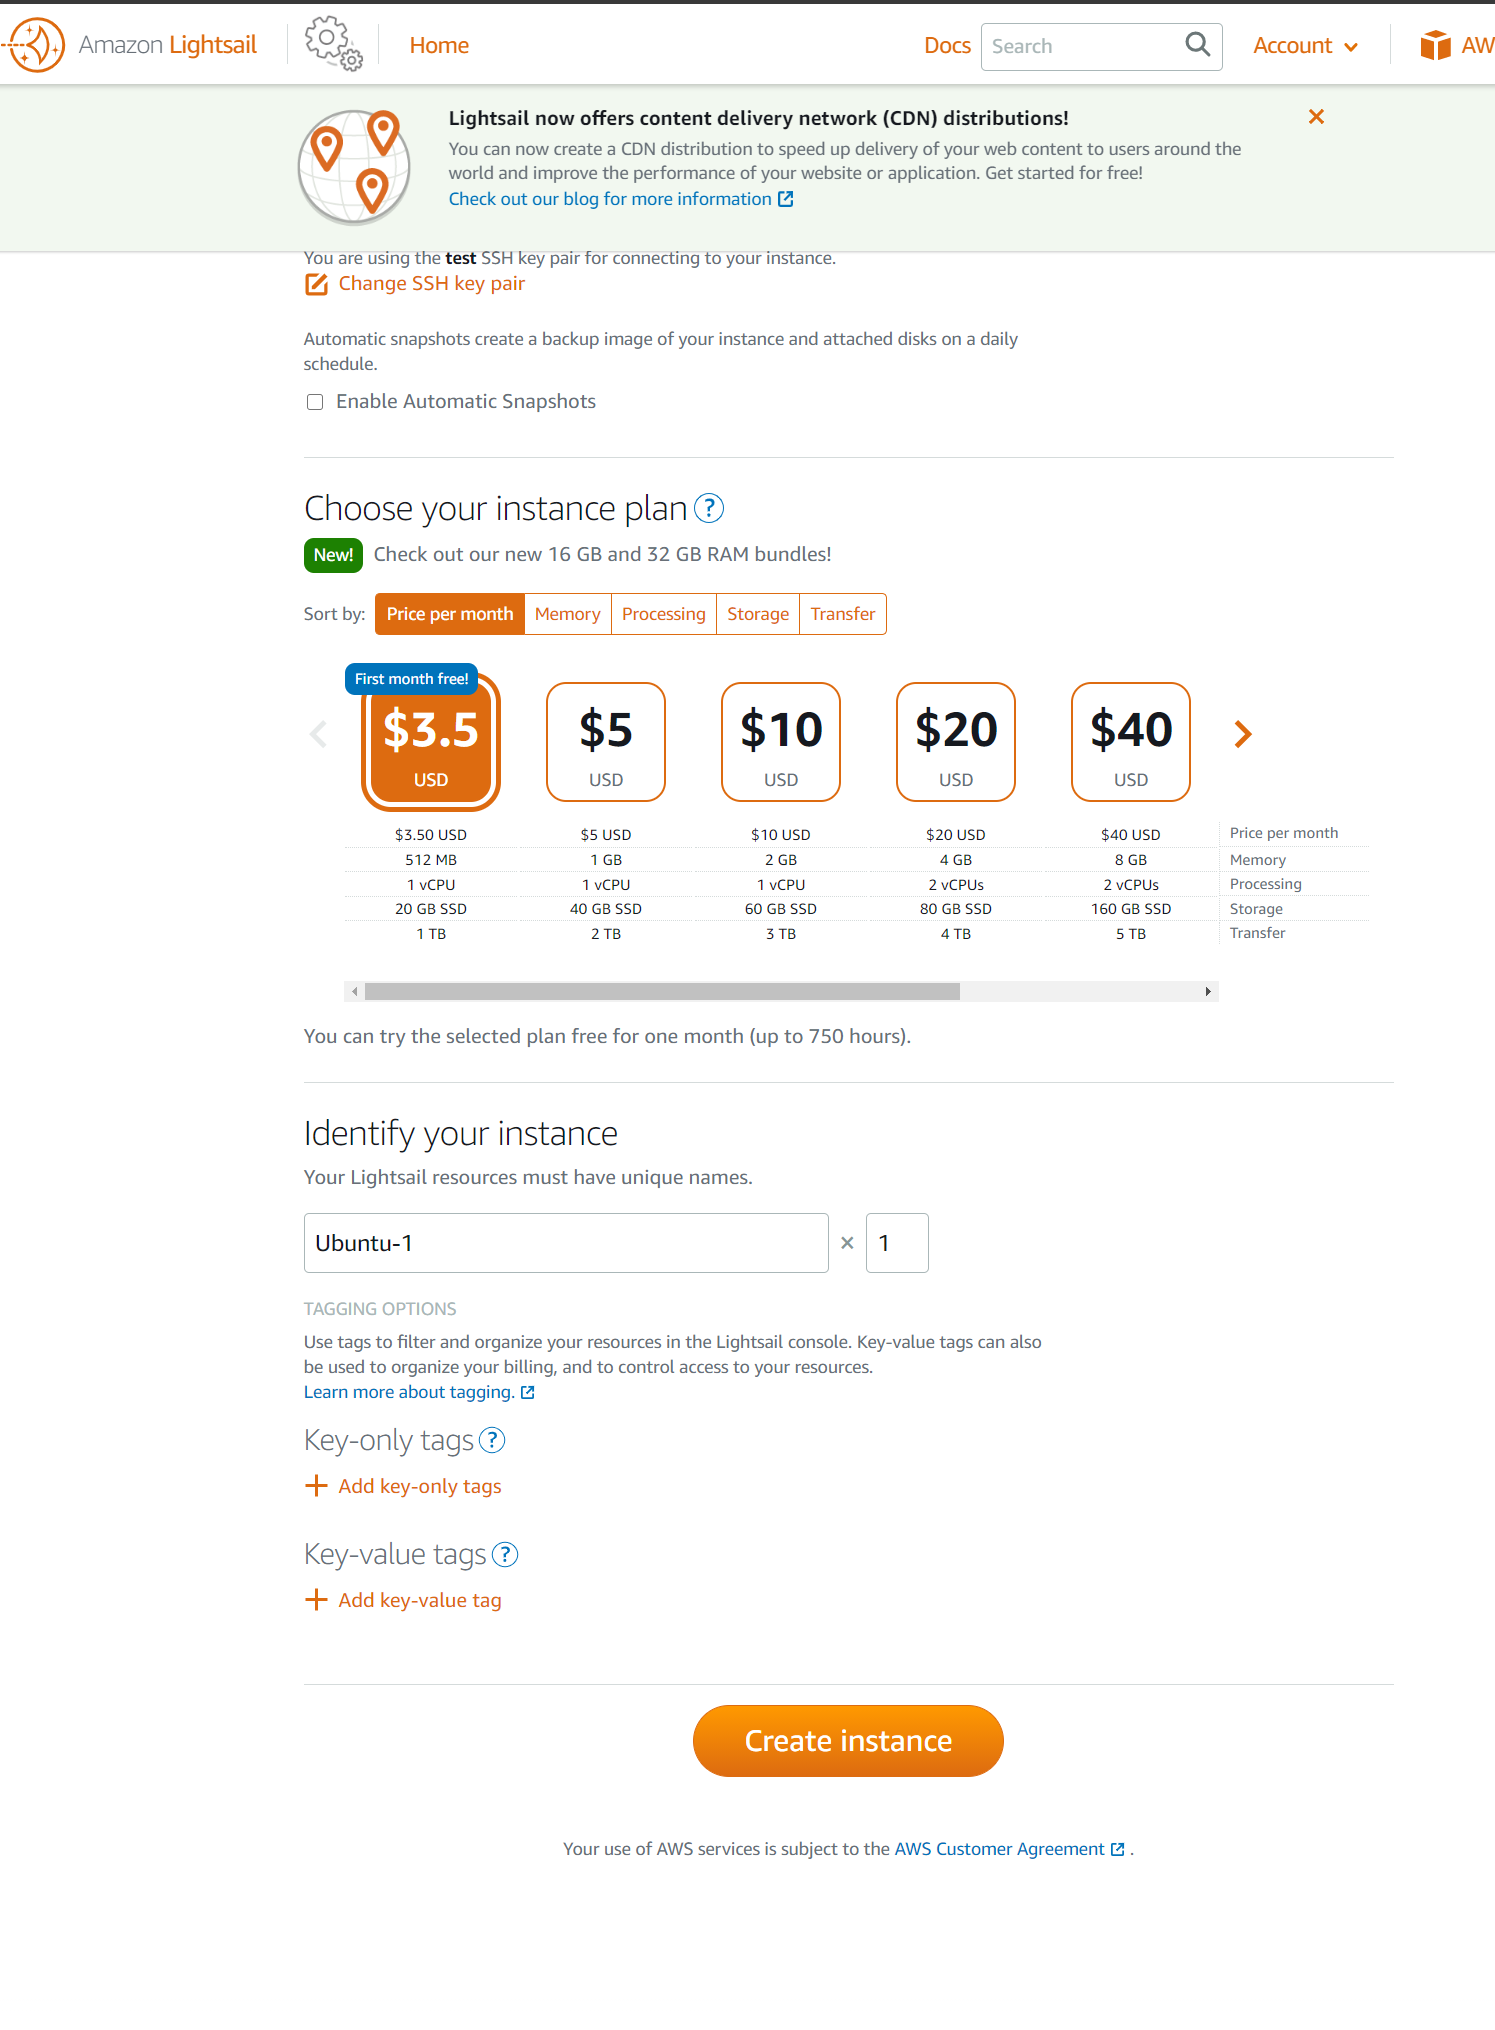 Amazon Lightsail
Home
Docs
Search
Account
AW
Lightsail now offers content delivery network (CDN) distributions!
You can now create a CDN distribution to speed up delivery of your web content to users around the
world and improve the performance of your website or application. Get started for free!
Check out our blog for more information
You are using the test SSH key pair for connecting to your instance.
Change SSH key pair
Automatic snapshots create a backup image of your instance and attached disks on a daily
schedule.
Enable Automatic Snapshots
Choose your instance plan ?
New! Check out our new 16 GB and 32 GB RAM bundles!
Sort by: Price per month Memory Processing Storage Transfer
First month free!
$3.5 $5 $10 $20 $40
USD USD USD USD USD
$3.50 USD $5 USD $10 USD $20 USD $40 USD Price per month
512 MB 1 GB 2 GB 4 GB 8 GB Memory
1 vCPU 1 vCPU 1 vCPU 2 vCPUs 2 vCPUs Processing
20 GB SSD 40 GB SSD 60 GB SSD 80 GB SSD 160 GB SSD Storage
1 TB 2 TB 3 TB 4 TB 5 TB Transfer
You can try the selected plan free for one month (up to 750 hours).
Identify your instance
Your Lightsail resources must have unique names.
Ubuntu-1 × 1
TAGGING OPTIONS
Use tags to filter and organize your resources in the Lightsail console. Key-value tags can also
be used to organize your billing, and to control access to your resources.
Learn more about tagging.
Key-only tags ?
+ Add key-only tags
Key-value tags ?
+ Add key-value tag
Create instance
Your use of AWS services is subject to the AWS Customer Agreement .